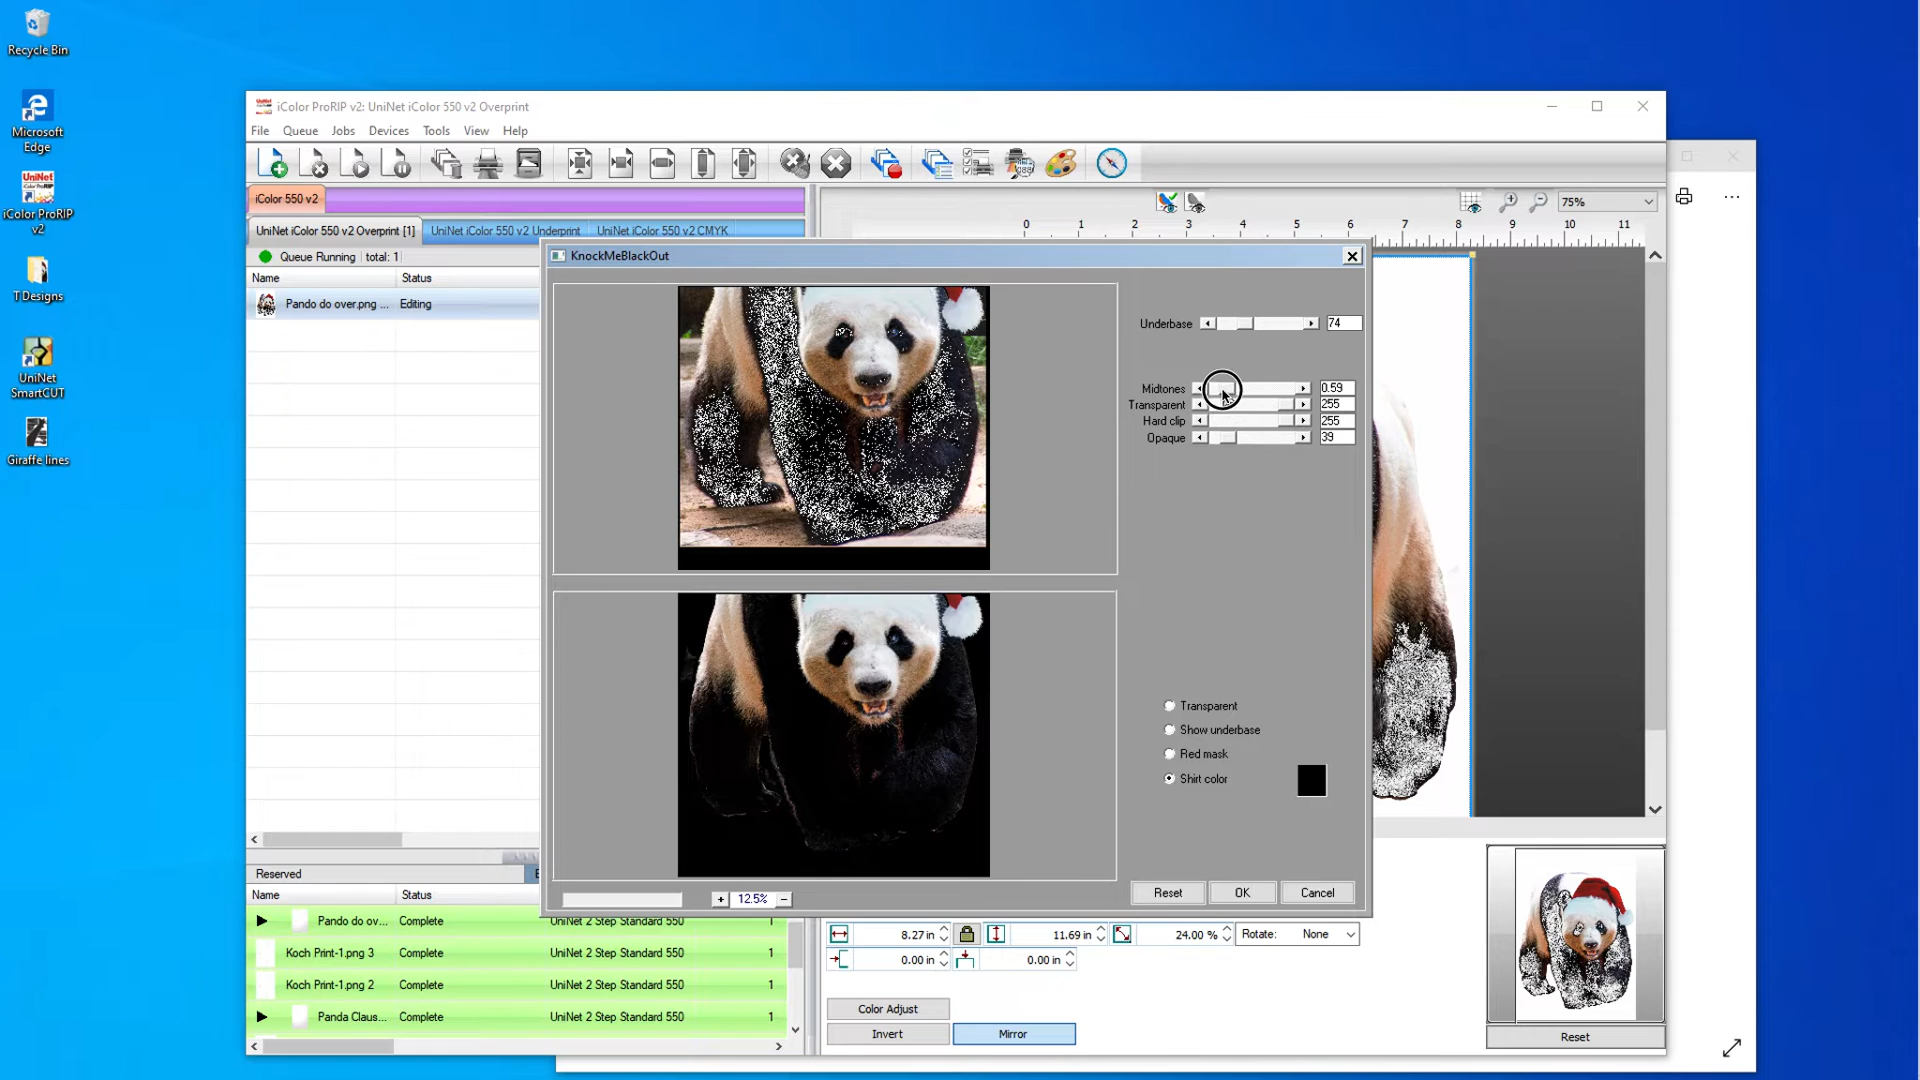 Recycle Bin
Microsoft
Edge
UniNet
iColor ProRIP
iColor ProRIP
v2
T Designs
UniNet
SmartCUT
Giraffe lines
iColor ProRIP v2: UniNet iColor 550 v2 Overprint
File Queue Jobs Devices Tools View Help
iColor 550 v2
75%
0 1 2 3 4 5 6 7 8 9 10 11
UniNet iColor 550 v2 Overprint [1] UniNet iColor 550 v2 Underprint UniNet iColor 550 v2 CMYK
Queue Running total: 1
Name Status
Pando do over.png ... Editing
KnockMeBlackOut
Underbase 74
Midtones 0.59
Transparent 255
Hard clip 255
Opaque 39
Transparent
Show underbase
Red mask
Shirt color
Reset OK Cancel
+ 12.5% −
Reserved
Name Status
Pando do ov... Complete UniNet 2 Step Standard 550 1
Koch Print-1.png 3 Complete UniNet 2 Step Standard 550 1
Koch Print-1.png 2 Complete UniNet 2 Step Standard 550 1
Panda Claus... Complete UniNet 2 Step Standard 550 1
8.27 in 11.69 in 24.00 % Rotate: None
0.00 in 0.00 in
Color Adjust
Invert Mirror
Reset